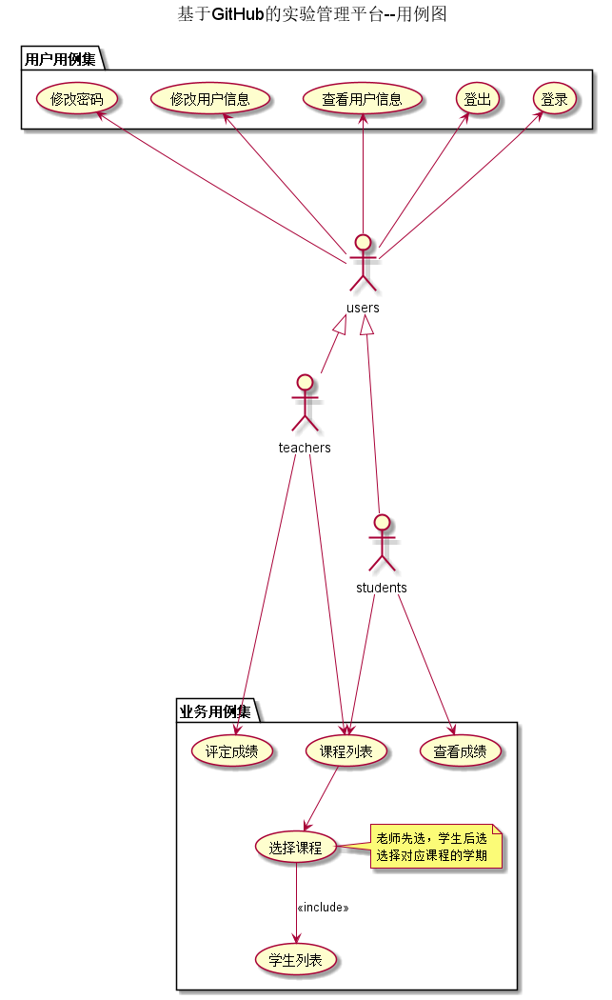 基于GitHub的实验管理平台--用例图
用户用例集
修改密码
修改用户信息
查看用户信息
登出
登录
users
teachers
students
业务用例集
评定成绩
课程列表
查看成绩
选择课程
老师先选，学生后选
选择对应课程的学期
«include»
学生列表